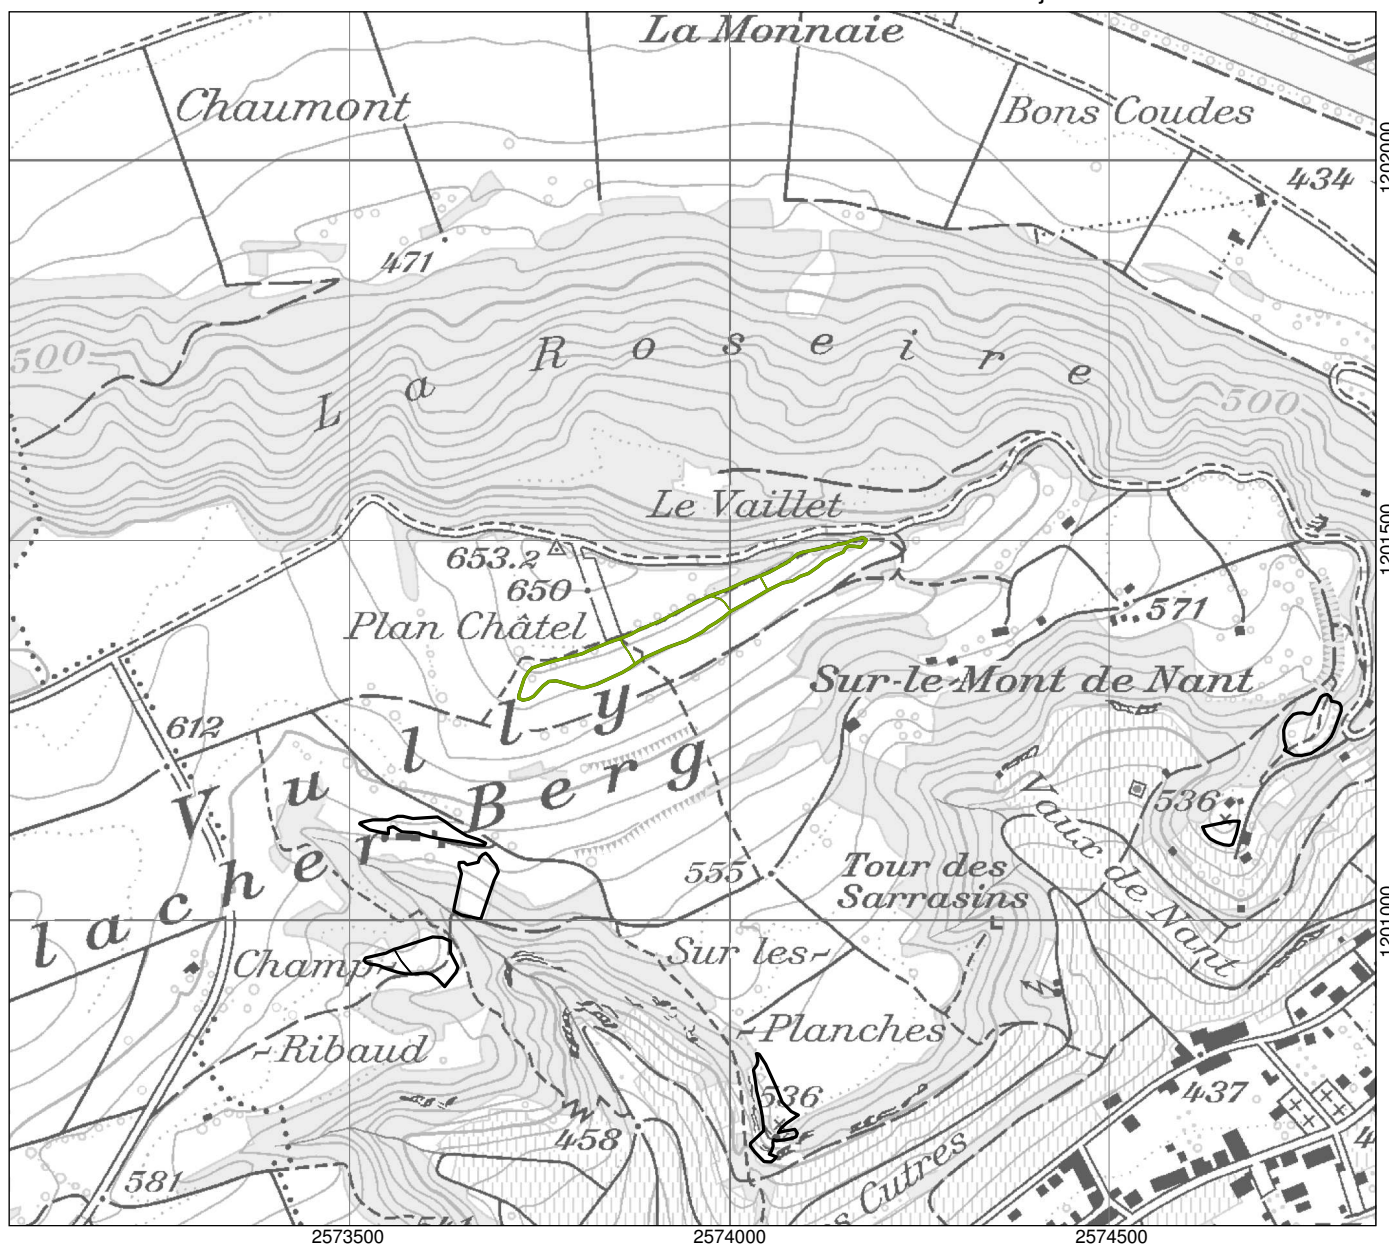 La Monnaie
Chaumont
Bons Coudes
1202000
434
471
500
La Roseire
500
Le Vaillet
653.2
650
1201500
571
Plan Châtel
Sur-le-Mont de Nant
612
Vully
Berg
536
Vaux de Nant
555
Tour des
Sarrasins
lacher
1201000
Champ
Sur les-
-Ribaud
-Planches
536
437
458
Cutres
581
2573500
2574000
2574500